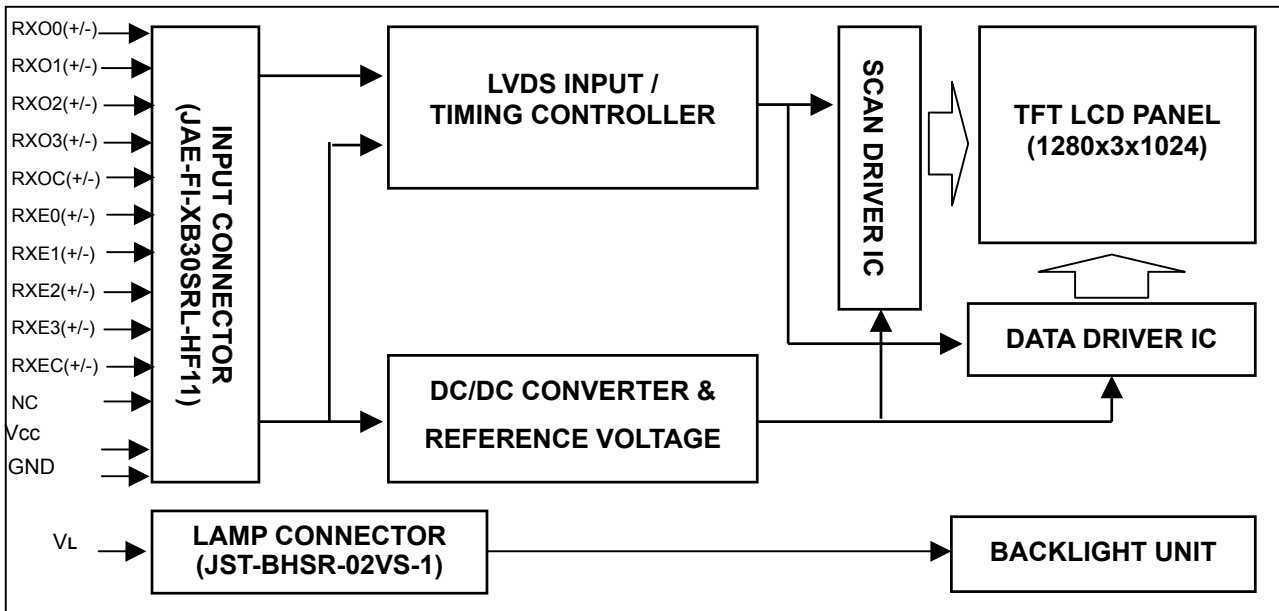 RXO0(+/-)
RXO1(+/-)
RXO2(+/-)
RXO3(+/-)
RXOC(+/-)
RXE0(+/-)
RXE1(+/-)
RXE2(+/-)
RXE3(+/-)
RXEC(+/-)
NC
Vcc
GND
INPUT CONNECTOR
(JAE-FI-XB30SRL-HF11)
LVDS INPUT /
TIMING CONTROLLER
SCAN DRIVER IC
TFT LCD PANEL
(1280x3x1024)
DATA DRIVER IC
DC/DC CONVERTER &
REFERENCE VOLTAGE
VL
LAMP CONNECTOR
(JST-BHSR-02VS-1)
BACKLIGHT UNIT